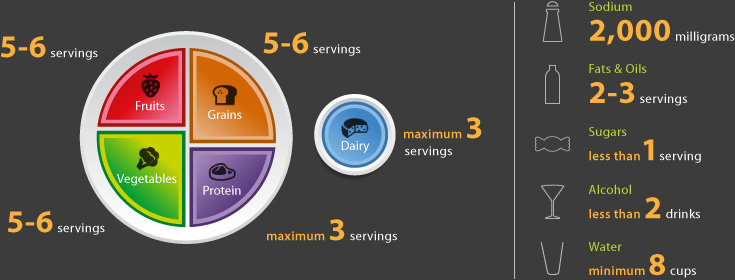 5-6 servings
5-6 servings
Fruits
Grains
Vegetables
Protein
5-6 servings
maximum 3 servings
Dairy
maximum 3
servings
Sodium
2,000 milligrams
Fats & Oils
2-3 servings
Sugars
less than 1 serving
Alcohol
less than 2 drinks
Water
minimum 8 cups